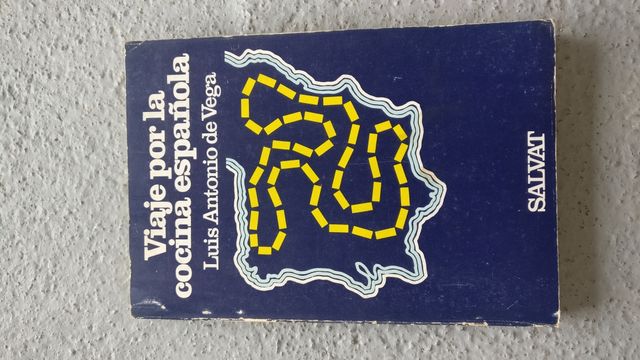 Viaje por la
cocina española
Luis Antonio de Vega
SALVAT